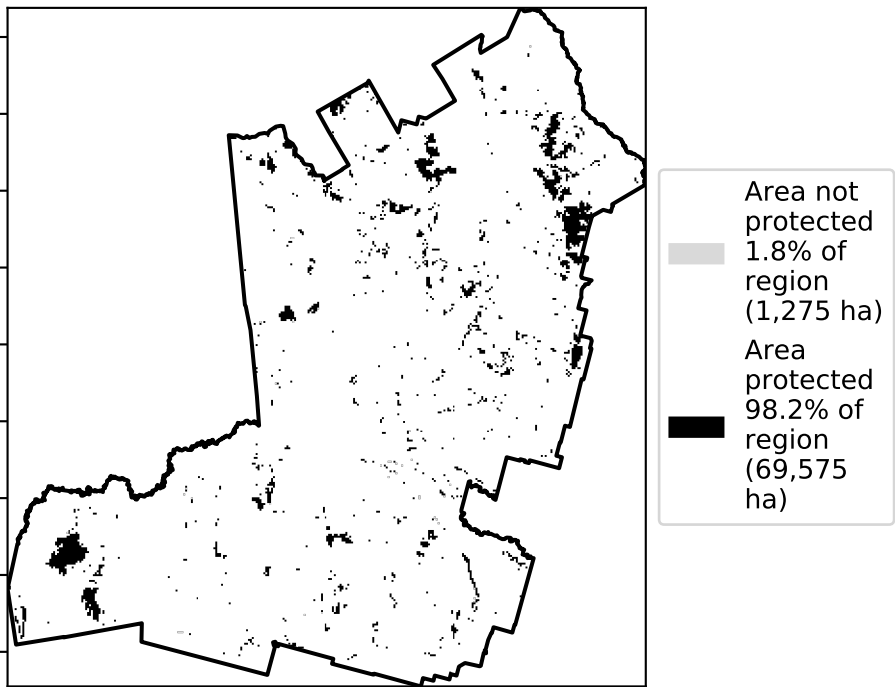 Area not
protected
1.8% of
region
(1,275 ha)
Area
protected
98.2% of
region
(69,575
ha)